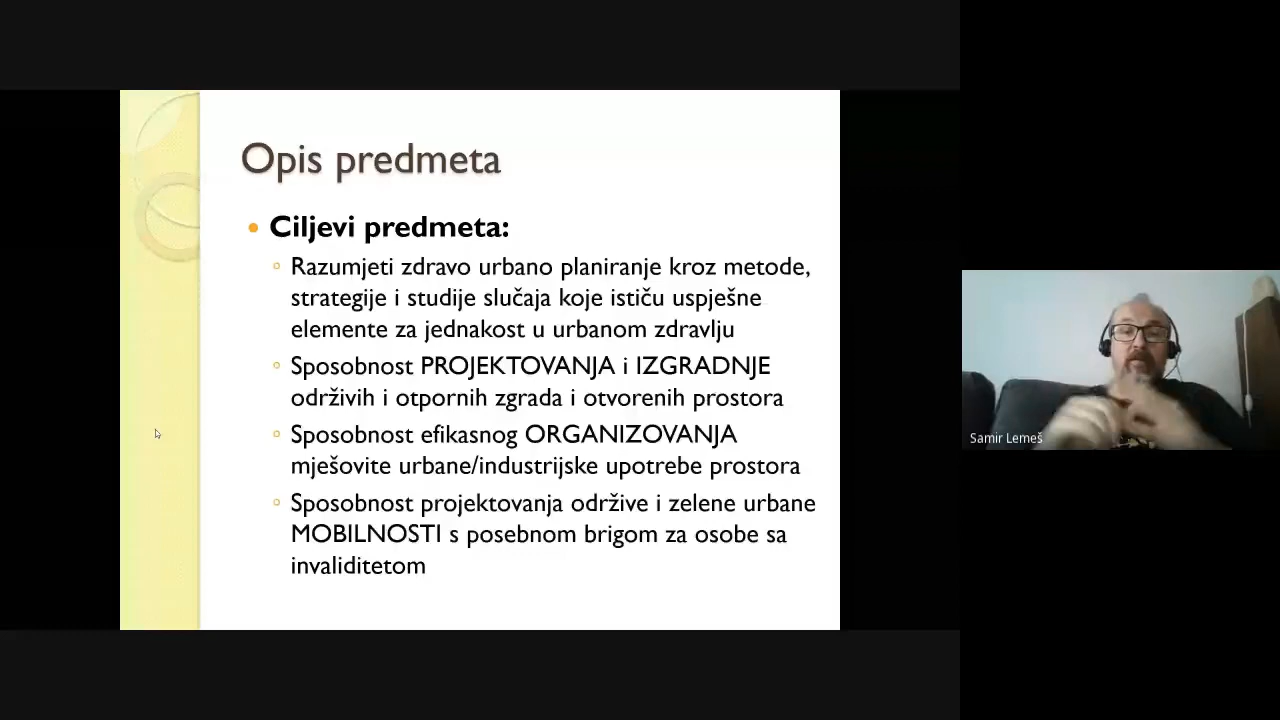 Opis predmeta
Ciljevi predmeta:
Razumjeti zdravo urbano planiranje kroz metode,
strategije i studije slučaja koje ističu uspješne
elemente za jednakost u urbanom zdravlju
Sposobnost PROJEKTOVANJA i IZGRADNJE
održivih i otpornih zgrada i otvorenih prostora
Sposobnost efikasnog ORGANIZOVANJA
mješovite urbane/industrijske upotrebe prostora
Sposobnost projektovanja održive i zelene urbane
MOBILNOSTI s posebnom brigom za osobe sa
invaliditetom
Samir Lemeš